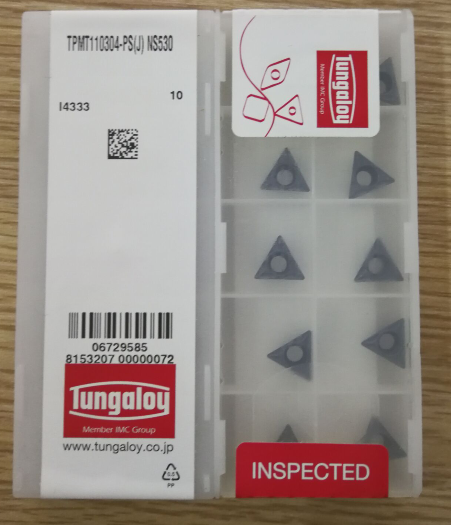 TPMT110304-PS(J) NS530
10
I4333
06729585
8153207 00000072
Tungaloy
Member IMC Group
www.tungaloy.co.jp
PP
Tungaloy
Member IMC Group
INSPECTED